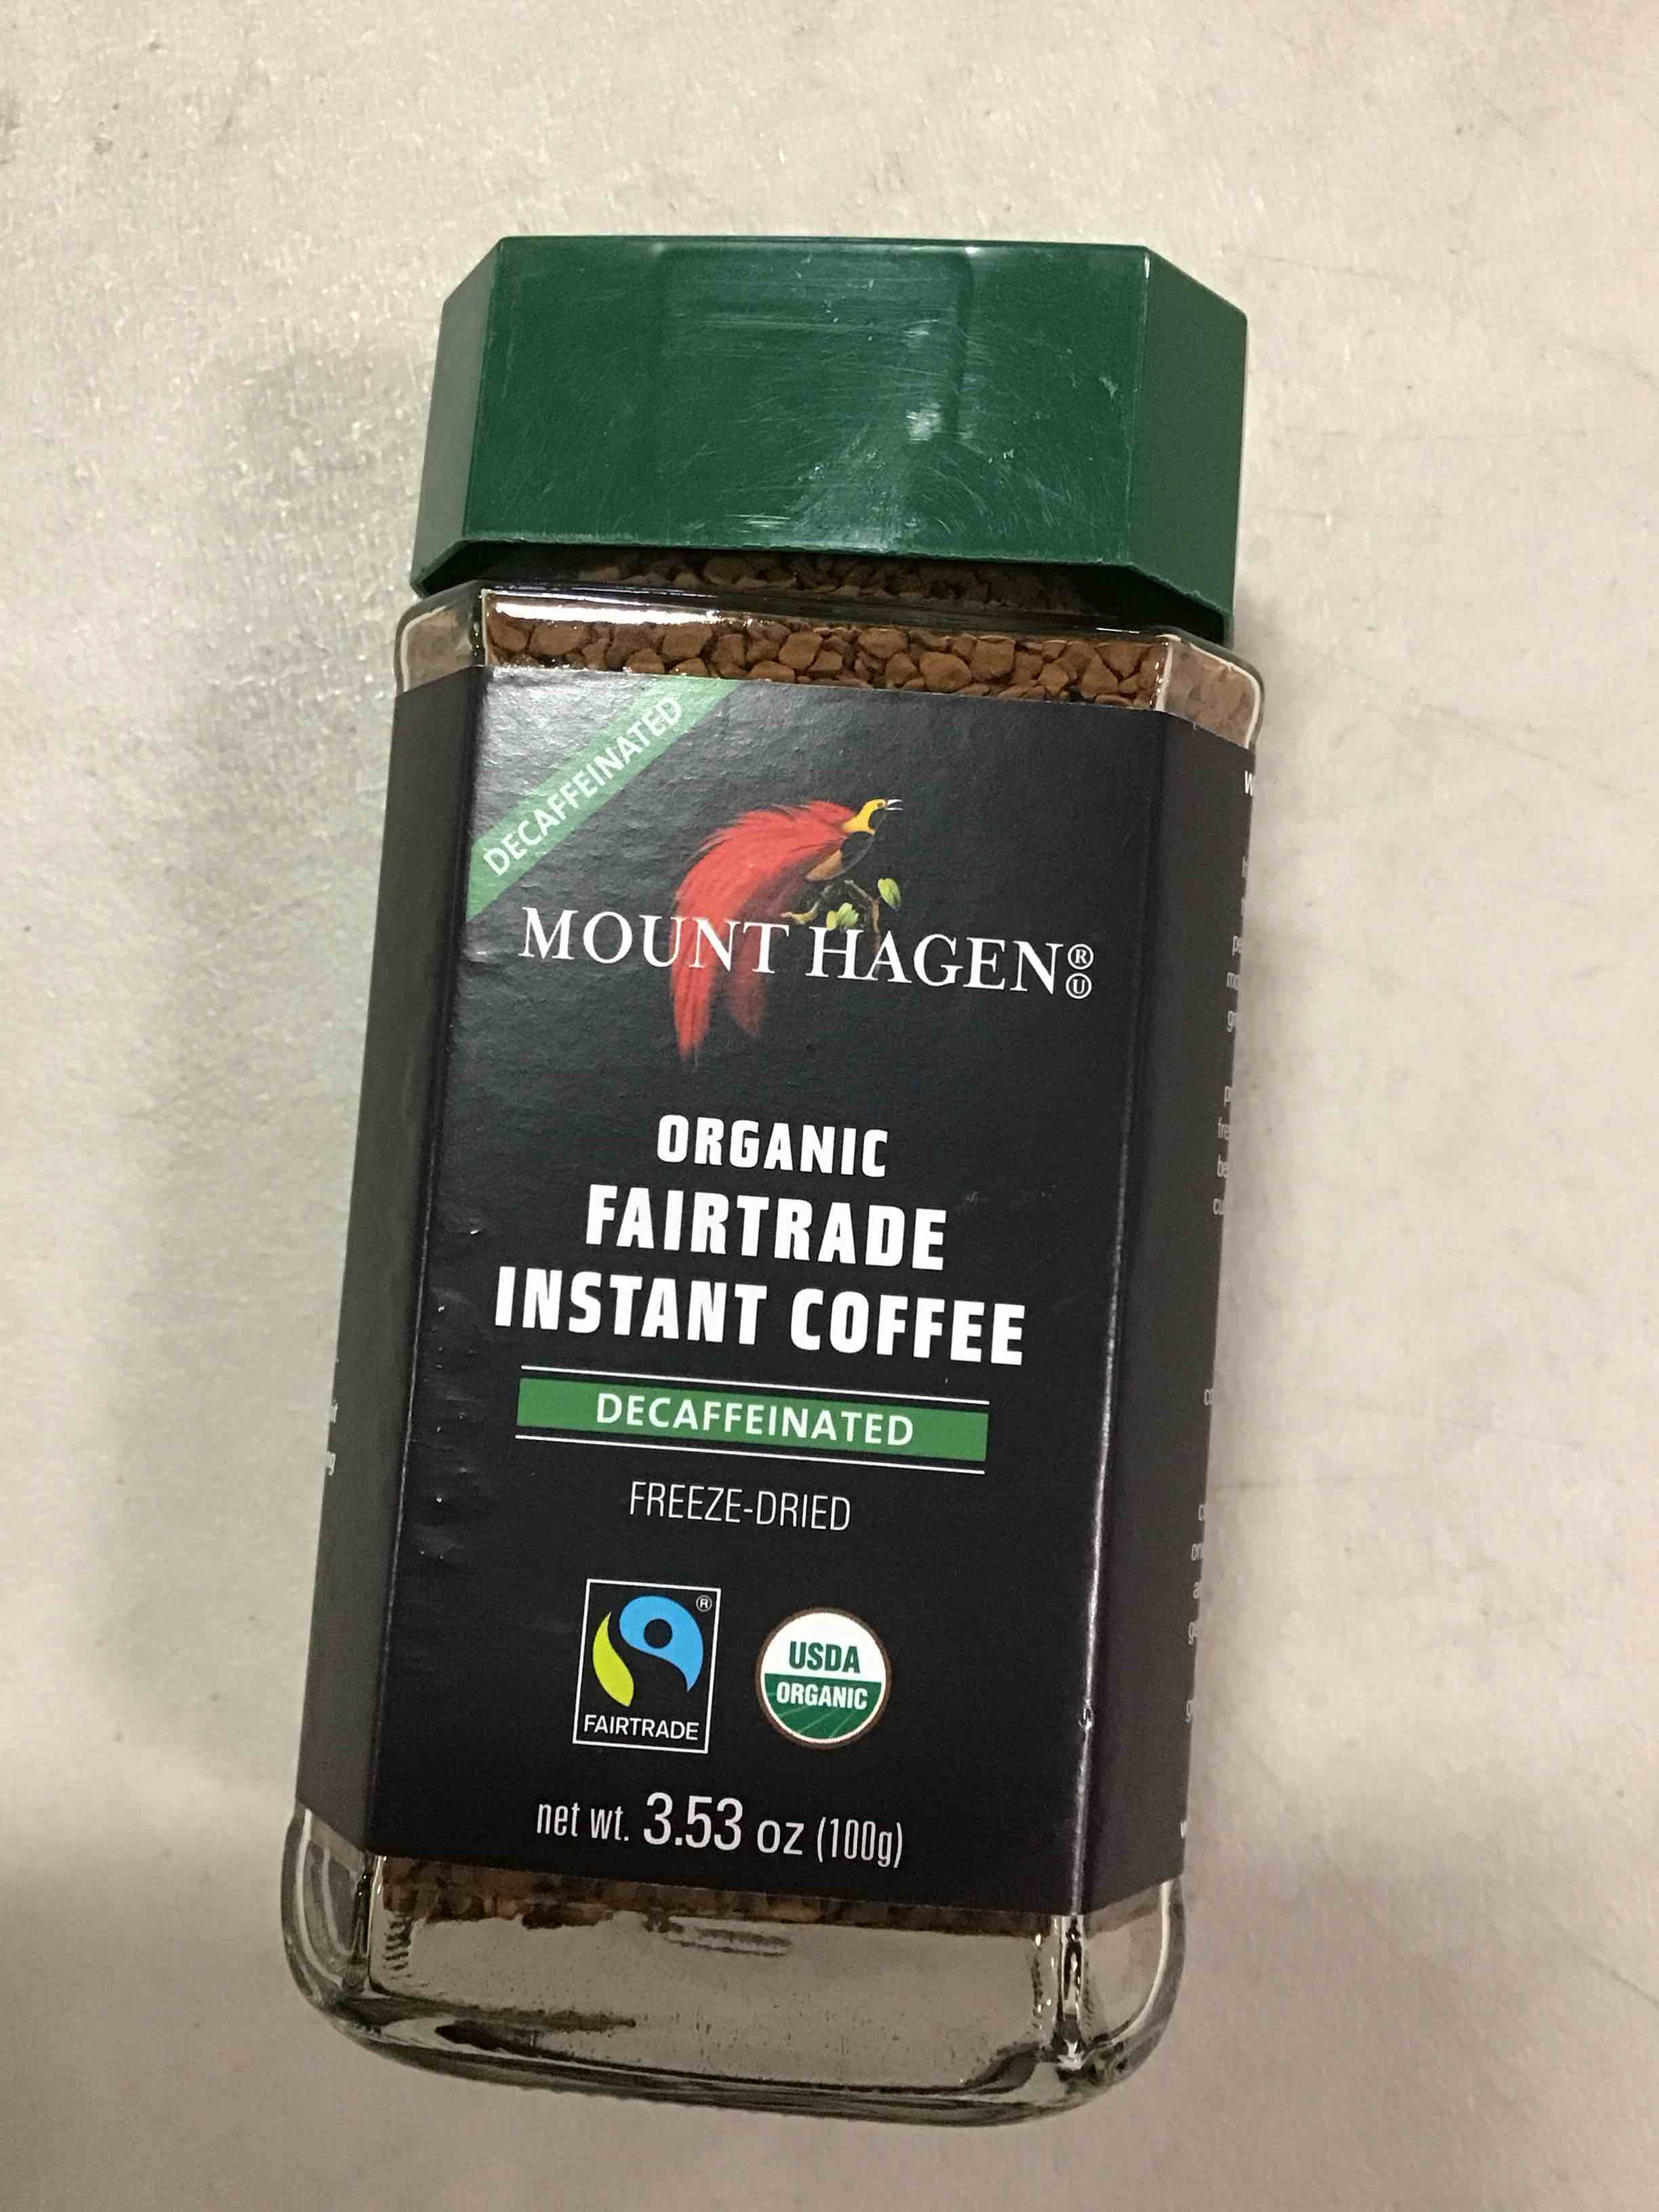 DECAFFEINATED
MOUNT HAGEN®
U
ORGANIC
FAIRTRADE
INSTANT COFFEE
DECAFFEINATED
FREEZE-DRIED
®
FAIRTRADE
USDA
ORGANIC
net wt. 3.53 oz (100g)